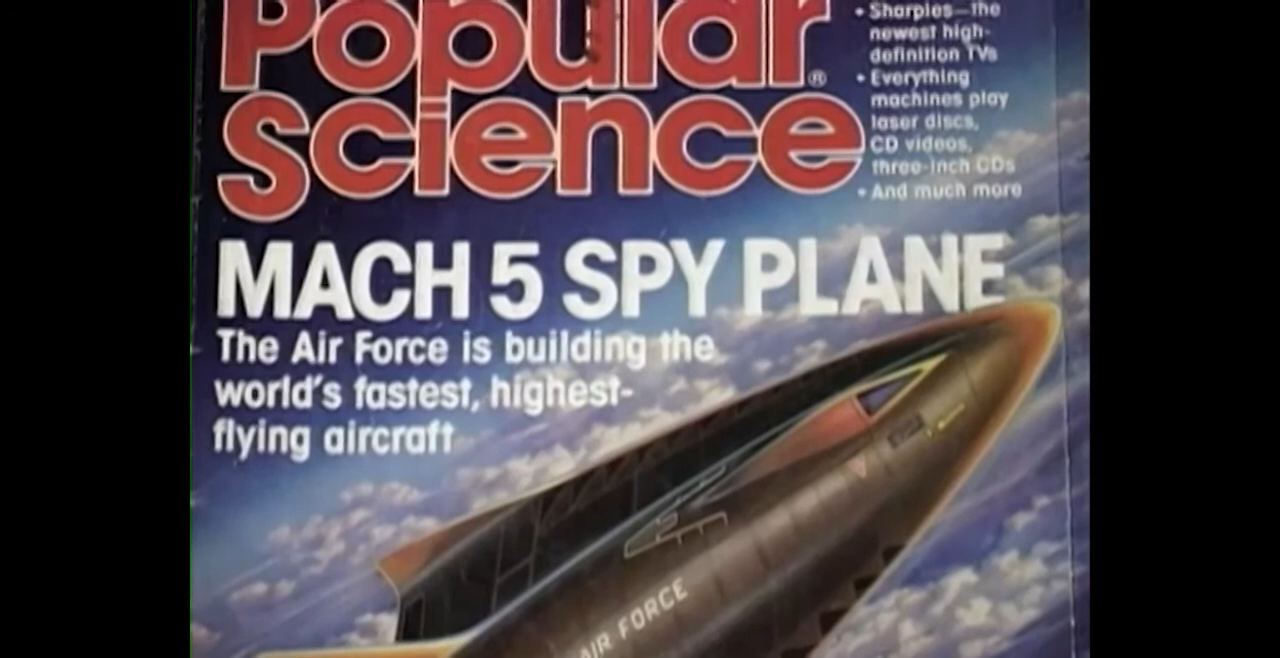 Popular
Science®
• Sharpies—the
newest high-
definition TVs
• Everything
machines play
laser discs,
CD videos,
three-inch CDs
• And much more
MACH 5 SPY PLANE
The Air Force is building the
world's fastest, highest-
flying aircraft
AIR FORCE